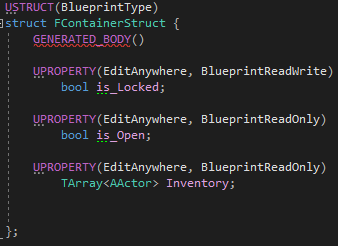 USTRUCT(BlueprintType)
struct FContainerStruct {
GENERATED_BODY()
UPROPERTY(EditAnywhere, BlueprintReadWrite)
bool is_Locked;
UPROPERTY(EditAnywhere, BlueprintReadOnly)
bool is_Open;
UPROPERTY(EditAnywhere, BlueprintReadOnly)
TArray<AActor> Inventory;
};